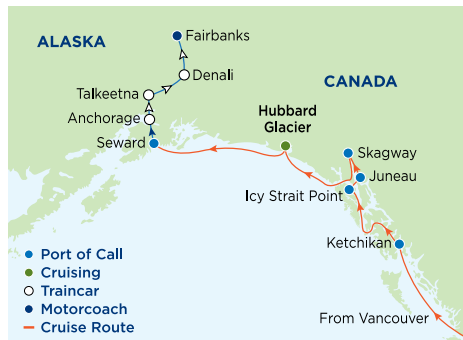 ALASKA
Fairbanks
Denali
CANADA
Talkeetna
Hubbard
Glacier
Anchorage
Seward
Skagway
Juneau
Icy Strait Point
Ketchikan
From Vancouver
Port of Call
Cruising
Traincar
Motorcoach
Cruise Route